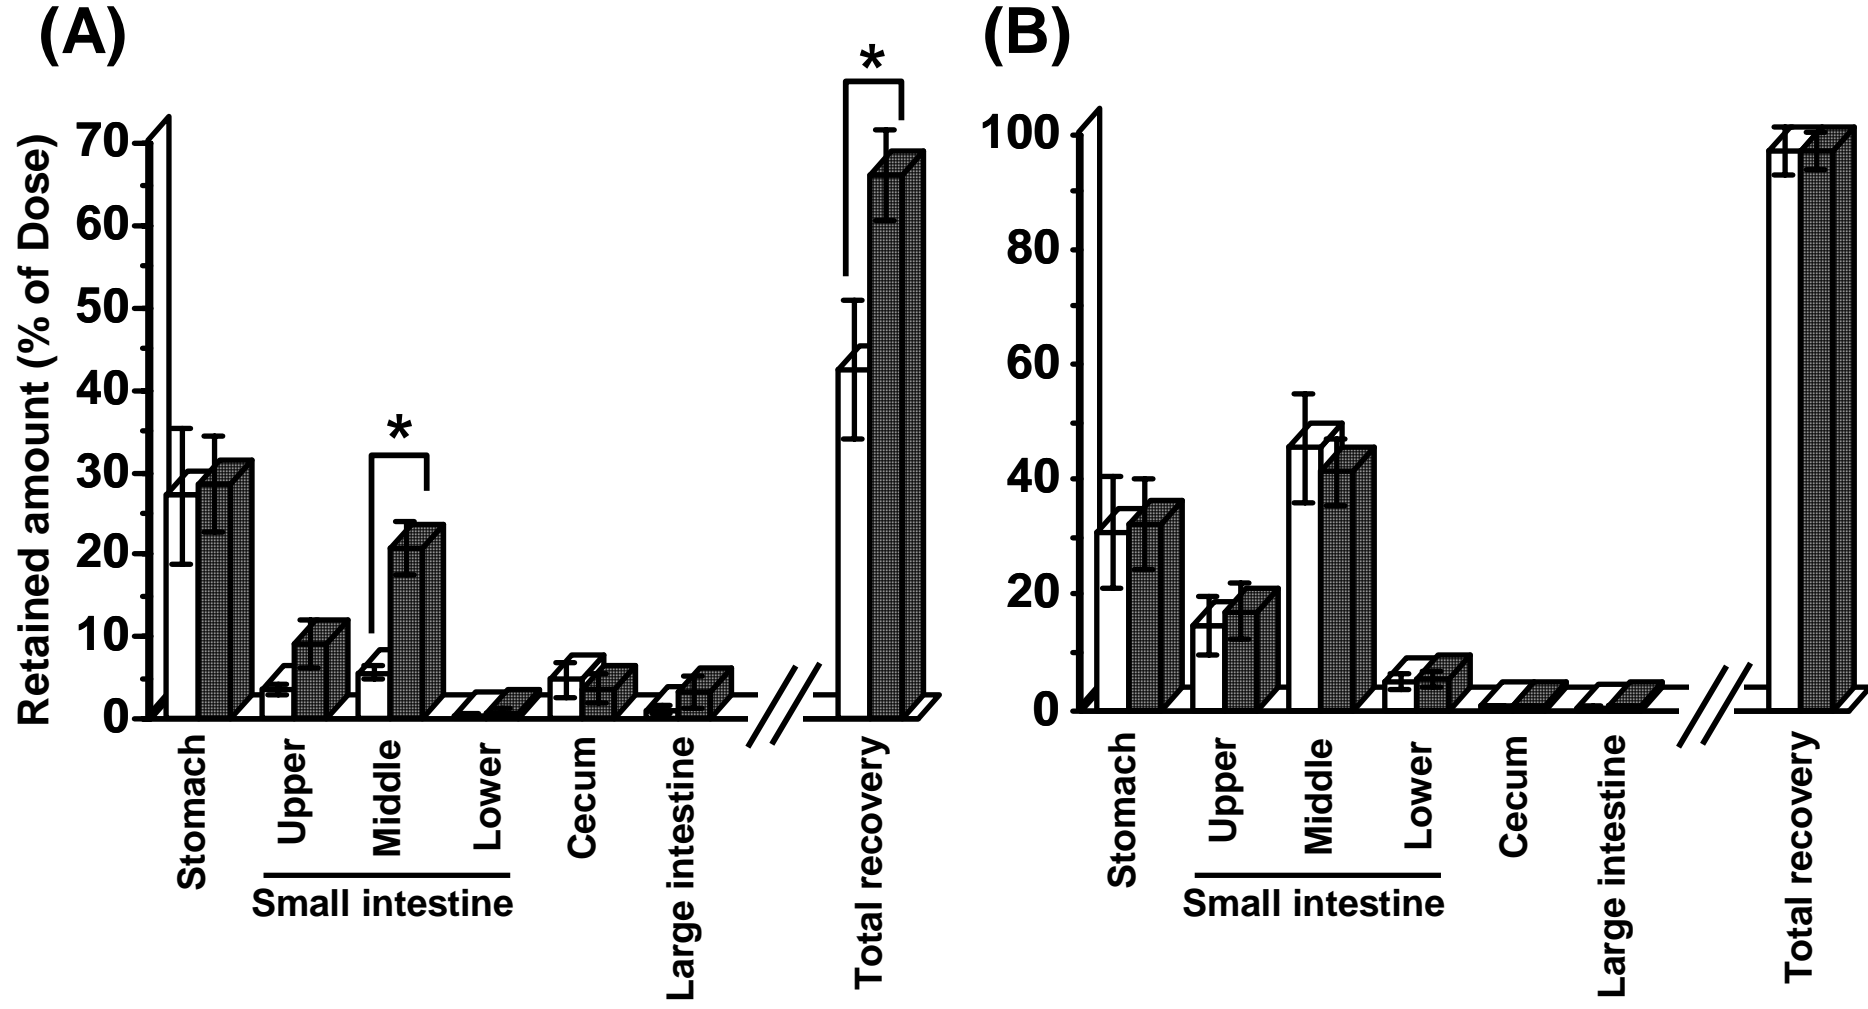 (A)
Retained amount (% of Dose)
70
60
50
40
30
20
10
0
*
*
Stomach
Upper
Middle
Lower
Cecum
Large intestine
Total recovery
Small intestine
(B)
100
80
60
40
20
0
Stomach
Upper
Middle
Lower
Cecum
Large intestine
Total recovery
Small intestine